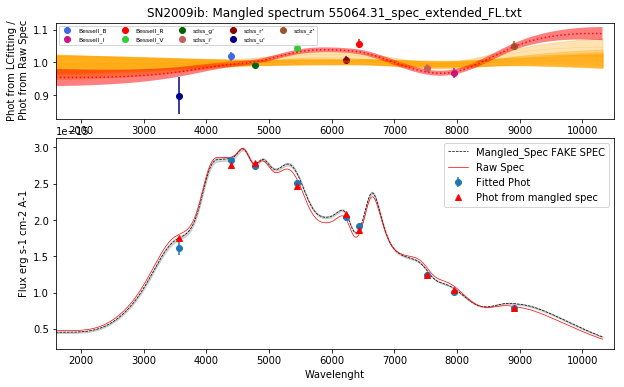 SN2009ib: Mangled spectrum 55064.31_spec_extended_FL.txt
Phot from LCfitting /
Phot from Raw Spec
1.1
1.0
0.9
Bessell_B
Bessell_I
Bessell_R
Bessell_V
sdss_g'
sdss_i'
sdss_r'
sdss_u'
sdss_z'
2000 3000 4000 5000 6000 7000 8000 9000 10000
1e−15
Flux erg s-1 cm-2 A-1
3.0
2.5
2.0
1.5
1.0
0.5
Mangled_Spec FAKE SPEC
Raw Spec
Fitted Phot
Phot from mangled spec
2000 3000 4000 5000 6000 7000 8000 9000 10000
Wavelenght